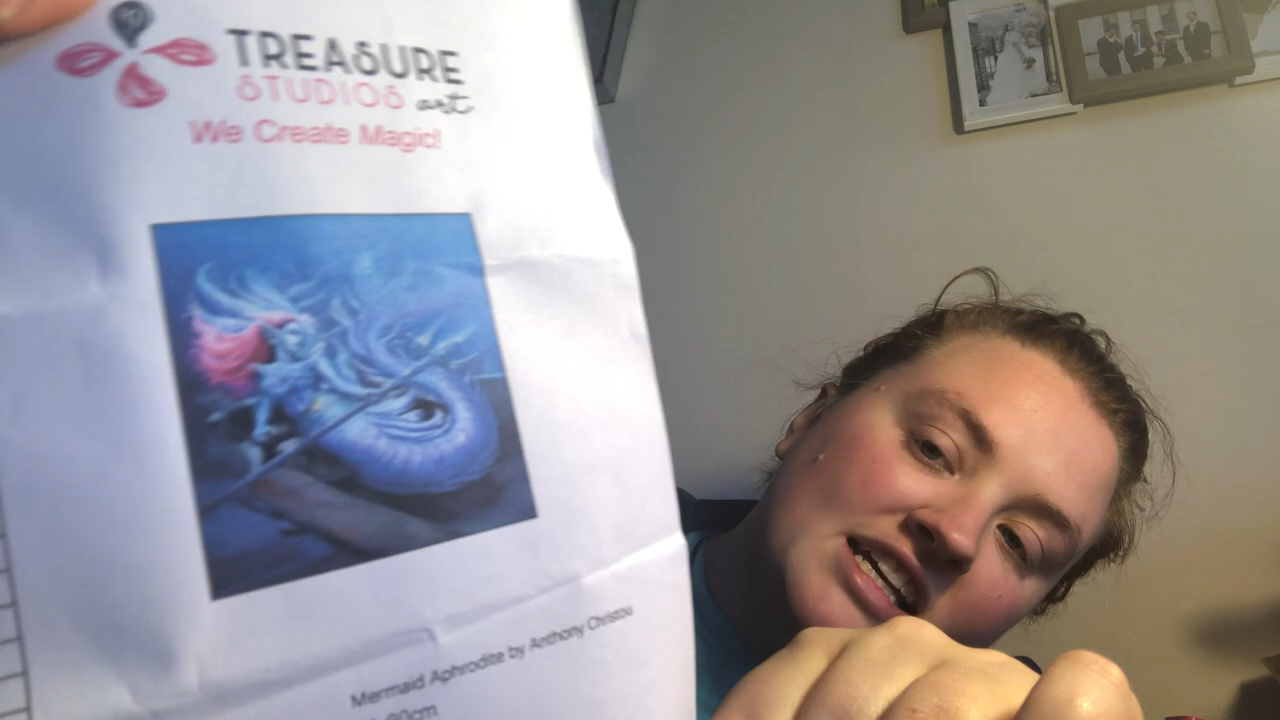 TREASURE
STUDIOS art
We Create Magic!
Mermaid Aphrodite by Anthony Christou